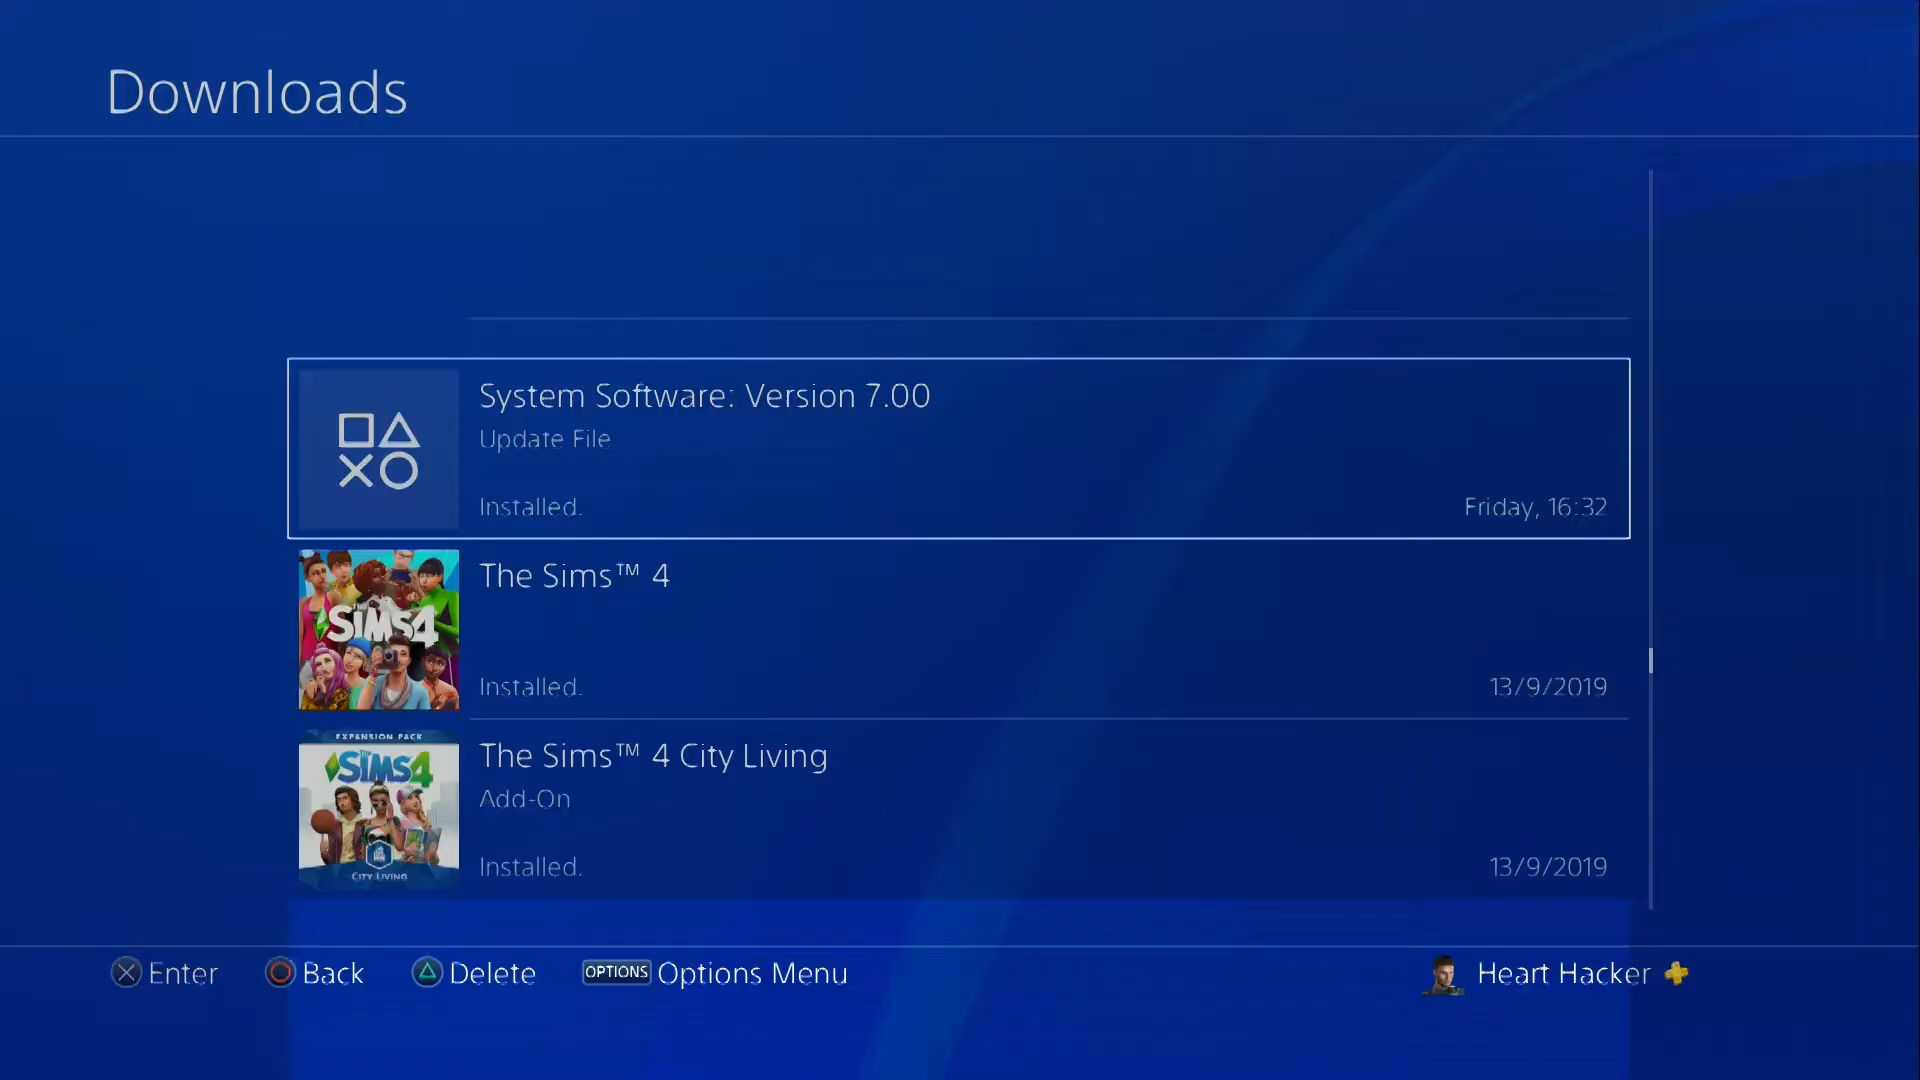 Downloads
System Software: Version 7.00
Update File
Installed.
Friday, 16:32
SIMS4
The Sims™ 4
Installed.
13/9/2019
EXPANSION PACK
THE
SIMS4
CITY LIVING
The Sims™ 4 City Living
Add-On
Installed.
13/9/2019
Enter
Back
Delete
OPTIONS Options Menu
Heart Hacker